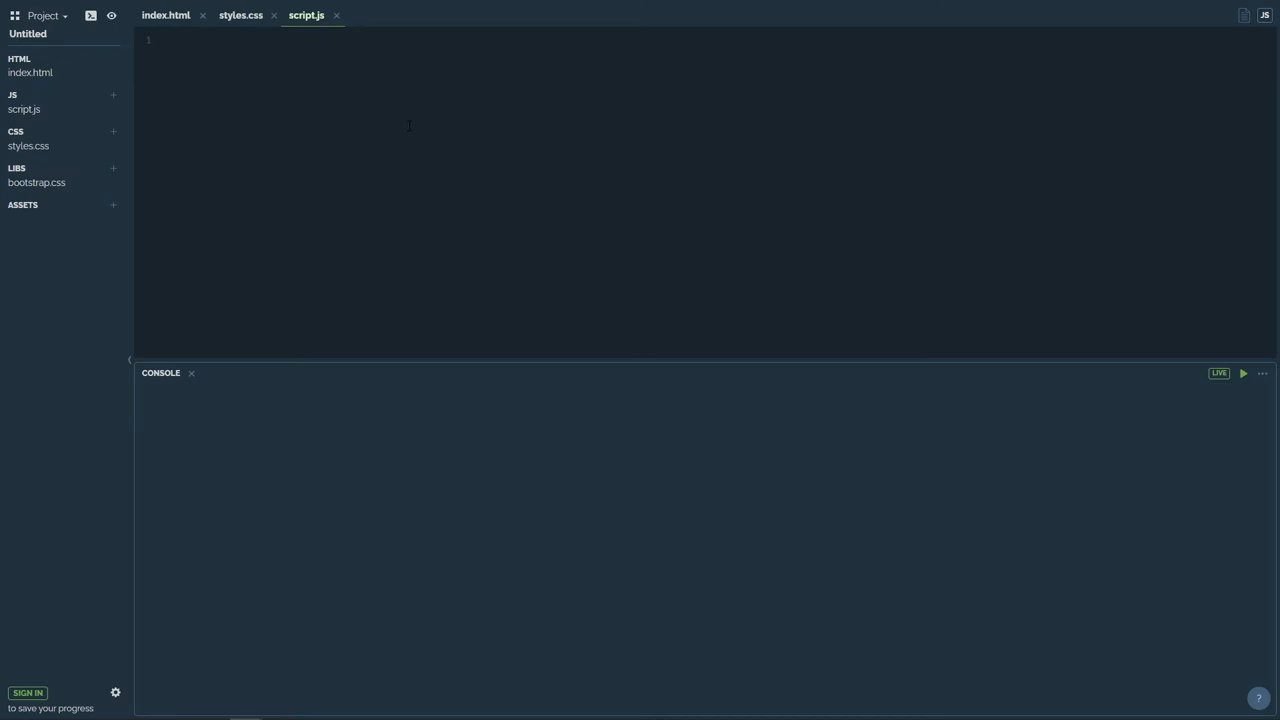 Project
index.html
styles.css
script.js
JS
Untitled
1
HTML
index.html
JS
script.js
CSS
styles.css
LIBS
bootstrap.css
ASSETS
CONSOLE
LIVE
SIGN IN
to save your progress
?